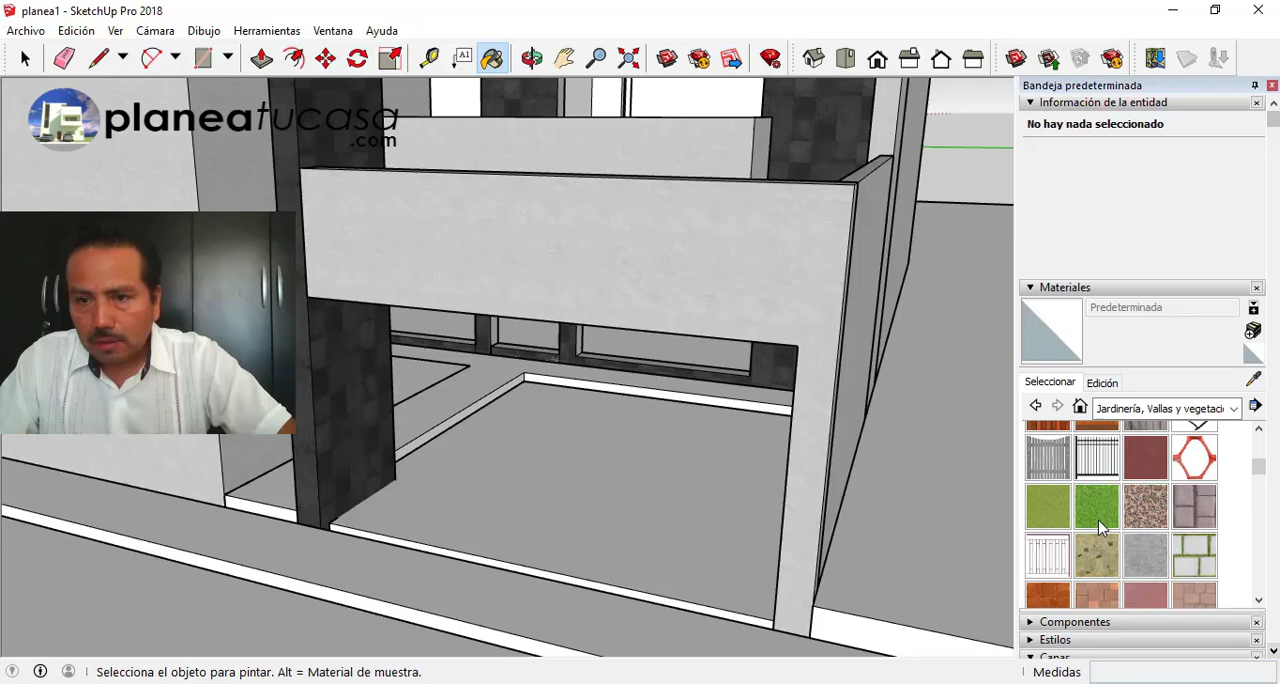 planea1 - SketchUp Pro 2018
Archivo Edición Ver Cámara Dibujo Herramientas Ventana Ayuda
A1
Bandeja predeterminada
Información de la entidad
No hay nada seleccionado
planeatucasa
.com
Materiales
Predeterminada
Seleccionar Edición
Jardinería, Vallas y vegetaci
Componentes
Estilos
Capas
Selecciona el objeto para pintar. Alt = Material de muestra.
Medidas